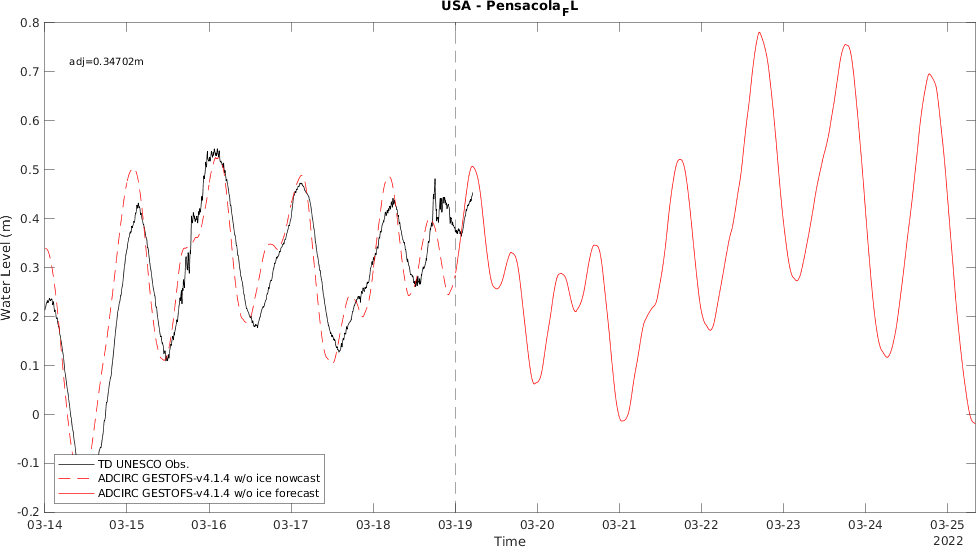 USA - Pensacola_FL
adj=0.34702m
0.8
0.7
0.6
0.5
0.4
0.3
0.2
0.1
0
-0.1
-0.2
Water Level (m)
TD UNESCO Obs.
ADCIRC GESTOFS-v4.1.4 w/o ice nowcast
ADCIRC GESTOFS-v4.1.4 w/o ice forecast
03-14 03-15 03-16 03-17 03-18 03-19 03-20 03-21 03-22 03-23 03-24 03-25
Time
2022